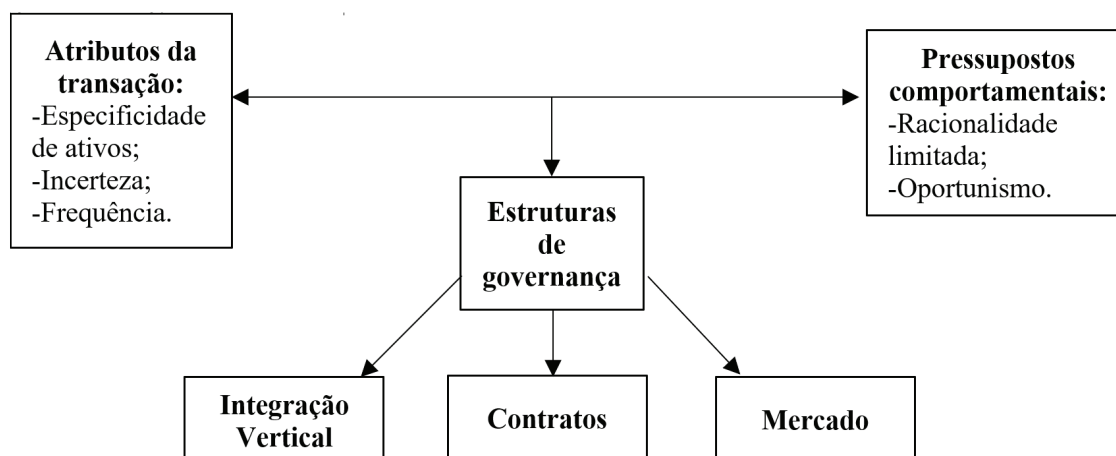 Atributos da
transação:
-Especificidade
de ativos;
-Incerteza;
-Frequência.
Pressupostos
comportamentais:
-Racionalidade
limitada;
-Oportunismo.
Estruturas
de
governança
Integração
Vertical
Contratos
Mercado